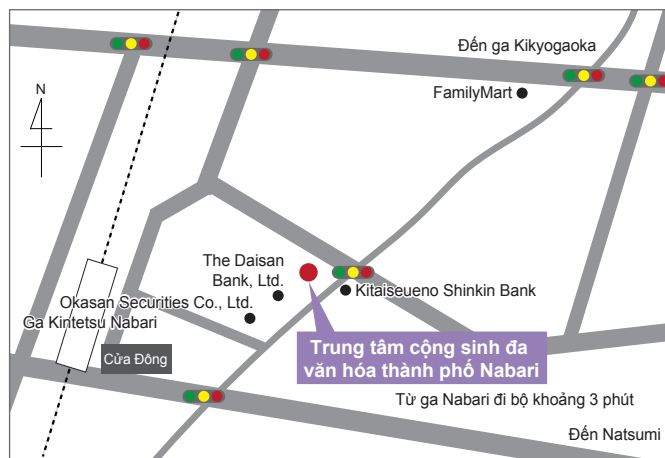 Đến ga Kikyogaoka
N
FamilyMart
The Daisan
Bank, Ltd.
Kitaiseueno Shinkin Bank
Okasan Securities Co., Ltd.
Ga Kintetsu Nabari
Cửa Đông
Trung tâm cộng sinh đa
văn hóa thành phố Nabari
Từ ga Nabari đi bộ khoảng 3 phút
Đến Natsumi